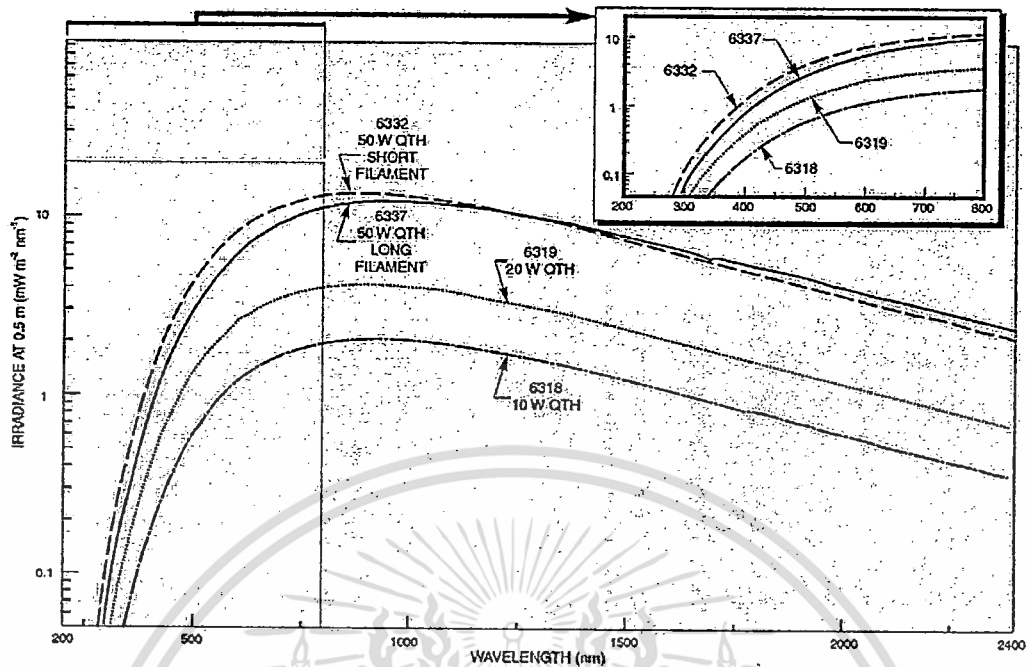 10
1
0.1
6332
6337
6319
6318
200
300
400
500
600
700
800
IRRADIANCE AT 0.5 m (mW m⁻² nm⁻¹)
10
1
0.1
6332
50 W QTH
SHORT
FILAMENT
6337
50 W QTH
LONG
FILAMENT
6319
20 W QTH
6318
10 W QTH
200
500
1000
1500
2000
2400
WAVELENGTH (nm)